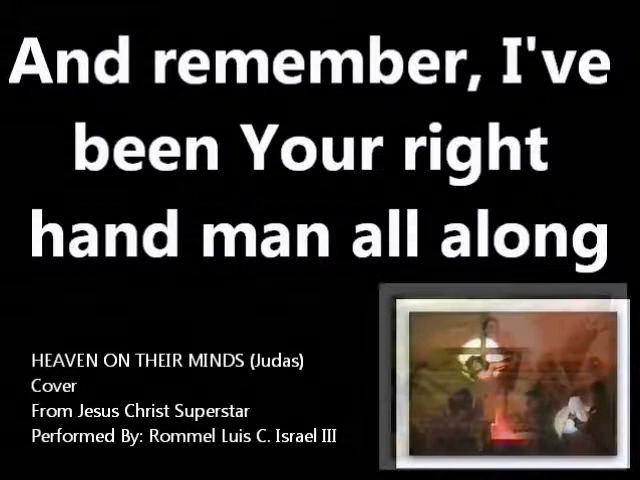 And remember, I've
been Your right
hand man all along
HEAVEN ON THEIR MINDS (Judas)
Cover
From Jesus Christ Superstar
Performed By: Rommel Luis C. Israel III